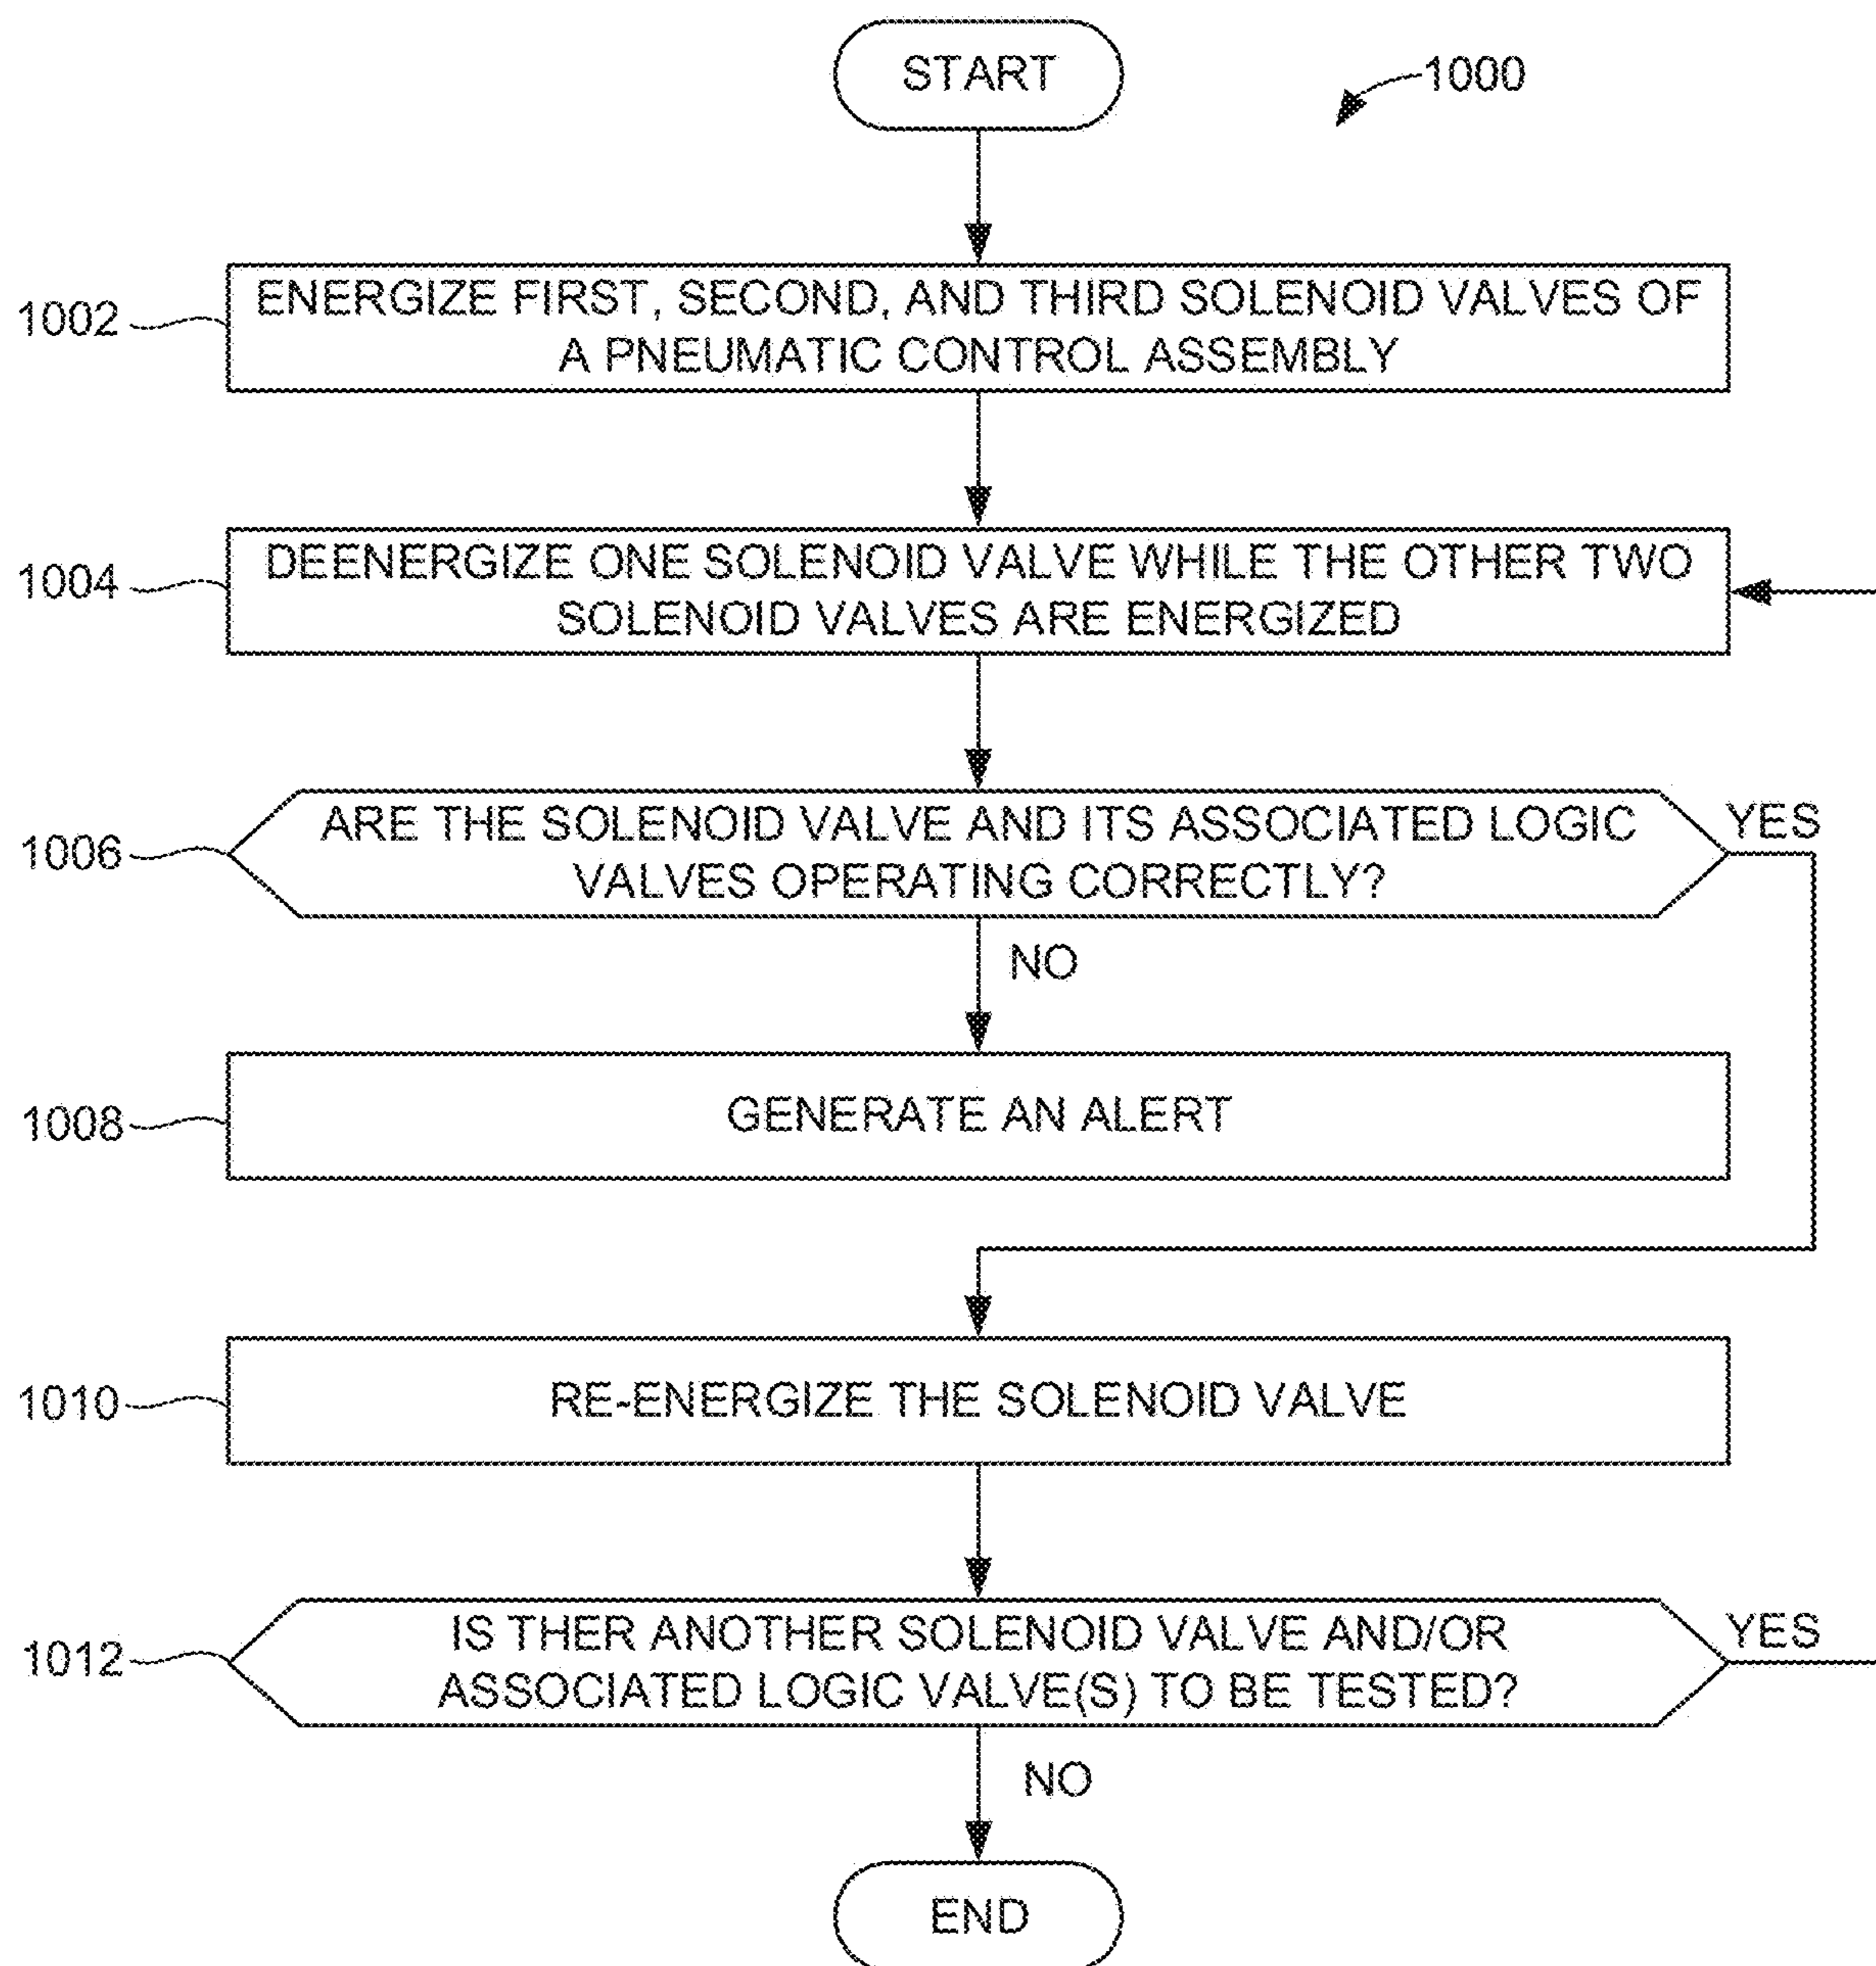 START
1000
1002
ENERGIZE FIRST, SECOND, AND THIRD SOLENOID VALVES OF
A PNEUMATIC CONTROL ASSEMBLY
1004
DEENERGIZE ONE SOLENOID VALVE WHILE THE OTHER TWO
SOLENOID VALVES ARE ENERGIZED
1006
ARE THE SOLENOID VALVE AND ITS ASSOCIATED LOGIC
VALVES OPERATING CORRECTLY?
YES
NO
1008
GENERATE AN ALERT
1010
RE-ENERGIZE THE SOLENOID VALVE
1012
IS THER ANOTHER SOLENOID VALVE AND/OR
ASSOCIATED LOGIC VALVE(S) TO BE TESTED?
YES
NO
END